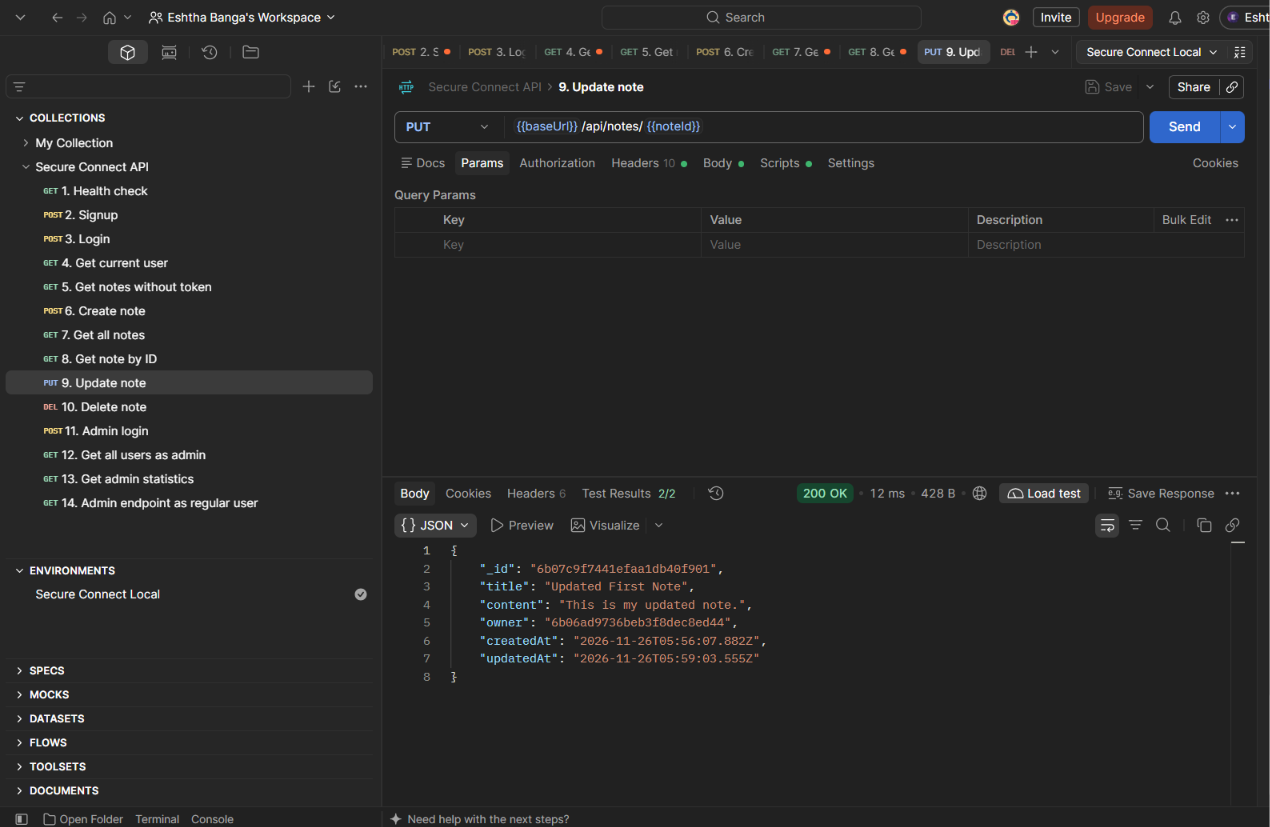 Eshtha Banga's Workspace
Search
Invite
Upgrade
Esht
POST 2. S
POST 3. Lo
GET 4. Ge
GET 5. Get
POST 6. Cre
GET 7. Ge
GET 8. Ge
PUT 9. Upd
DEL
Secure Connect Local
HTTP
Secure Connect API > 9. Update note
Save
Share
COLLECTIONS
My Collection
Secure Connect API
GET 1. Health check
POST 2. Signup
POST 3. Login
GET 4. Get current user
GET 5. Get notes without token
POST 6. Create note
GET 7. Get all notes
GET 8. Get note by ID
PUT 9. Update note
DEL 10. Delete note
POST 11. Admin login
GET 12. Get all users as admin
GET 13. Get admin statistics
GET 14. Admin endpoint as regular user
ENVIRONMENTS
Secure Connect Local
SPECS
MOCKS
DATASETS
FLOWS
TOOLSETS
DOCUMENTS
PUT
{{baseUrl}} /api/notes/ {{noteId}}
Send
Docs Params Authorization Headers 10 Body Scripts Settings Cookies
Query Params
Key Value Description Bulk Edit
Key Value Description
Body Cookies Headers 6 Test Results 2/2
200 OK 12 ms 428 B Load test e.g. Save Response
{} JSON Preview Visualize
1 {
2 "_id": "6b07c9f7441efaa1db40f901",
3 "title": "Updated First Note",
4 "content": "This is my updated note.",
5 "owner": "6b06ad9736beb3f8dec8ed44",
6 "createdAt": "2026-11-26T05:56:07.882Z",
7 "updatedAt": "2026-11-26T05:59:03.555Z"
8 }
Open Folder Terminal Console
Need help with the next steps?